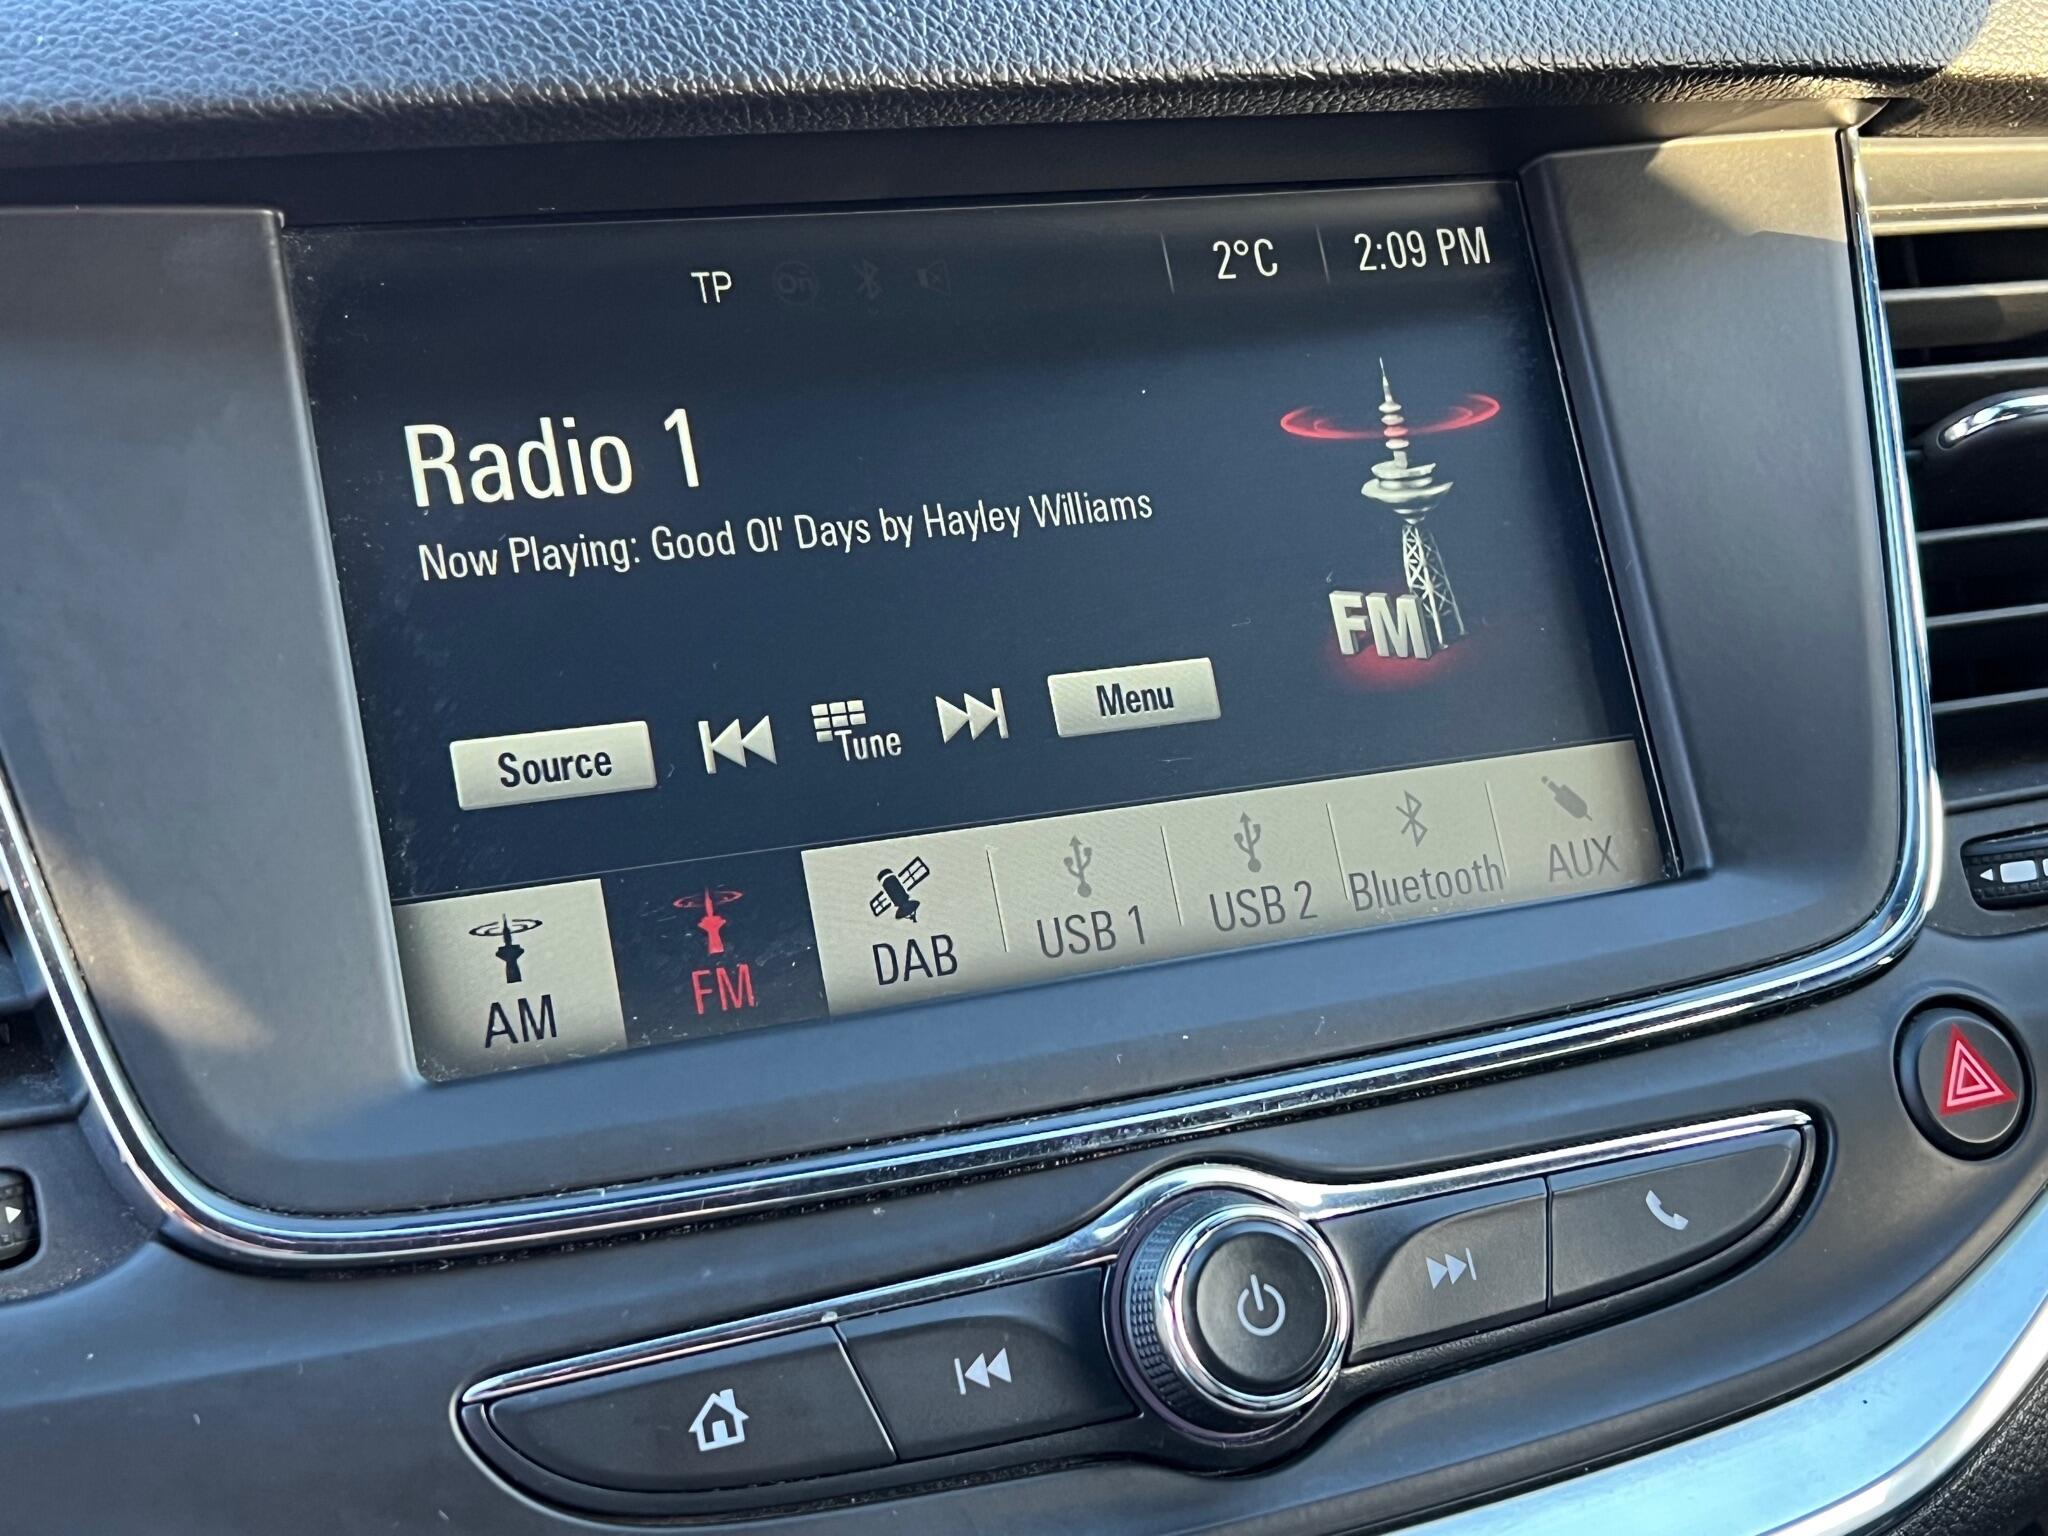 TP On 2°C 2:09 PM
Radio 1
Now Playing: Good Ol' Days by Hayley Williams
FM
Source Tune Menu
AM FM DAB USB 1 USB 2 Bluetooth AUX